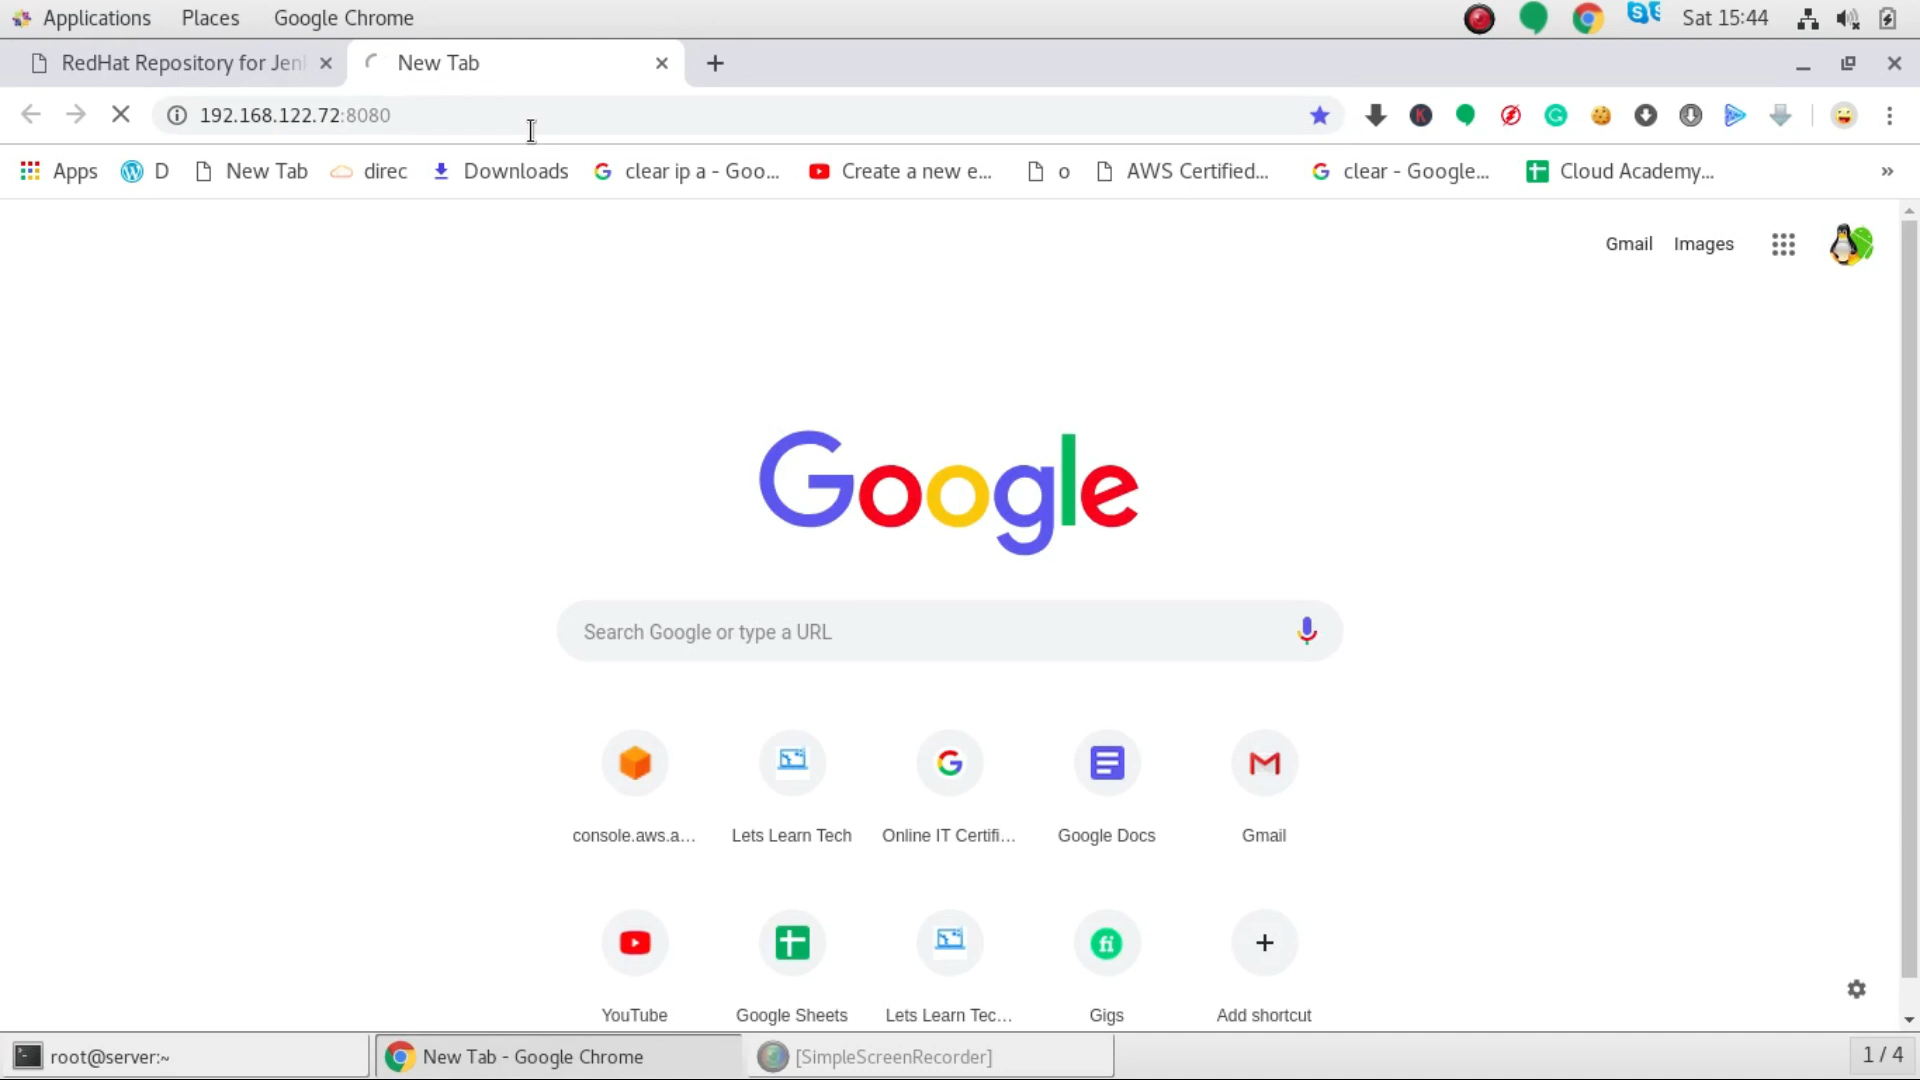 Applications Places Google Chrome Sat 15:44
RedHat Repository for Jen New Tab
192.168.122.72:8080
Apps D New Tab direc Downloads clear ip a - Goo... Create a new e... o AWS Certified... clear - Google... Cloud Academy... »
Gmail Images
Google
Search Google or type a URL
console.aws.a... Lets Learn Tech Online IT Certifi... Google Docs Gmail
YouTube Google Sheets Lets Learn Tec... Gigs Add shortcut
root@server:~ New Tab - Google Chrome [SimpleScreenRecorder] 1 / 4